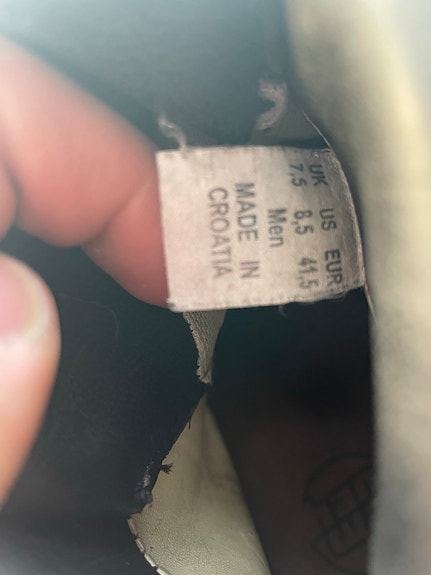 UK US EUR
7,5 8,5 41,5
Men
MADE IN
CROATIA